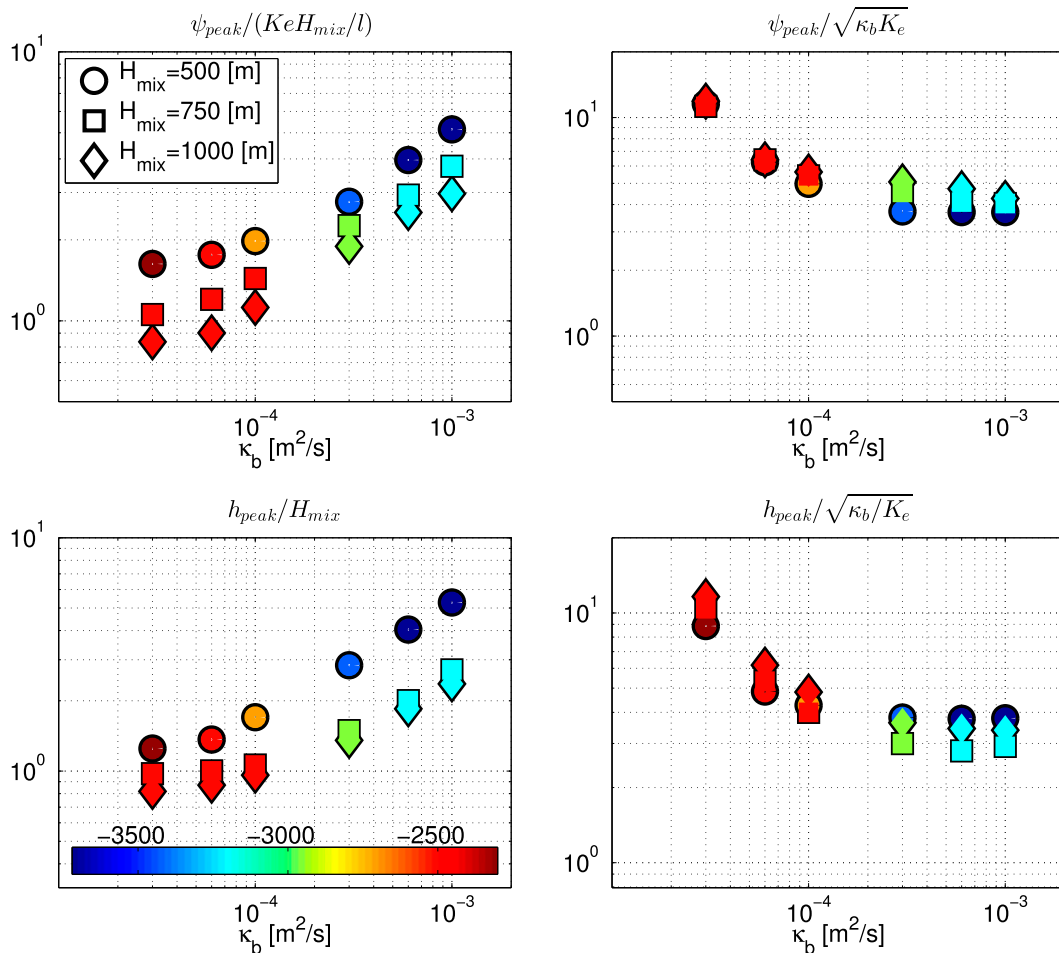 ψ_peak/(KeH_mix/l)
ψ_peak/√(κ_bK_e)
10^1
H_mix=500 [m]
H_mix=750 [m]
H_mix=1000 [m]
10^0
10^1
10^0
10^−4
10^−3
10^−4
10^−3
κ_b [m^2/s]
κ_b [m^2/s]
h_peak/H_mix
h_peak/√(κ_b/K_e)
10^1
10^0
10^1
10^0
−3500
−3000
−2500
10^−4
10^−3
10^−4
10^−3
κ_b [m^2/s]
κ_b [m^2/s]